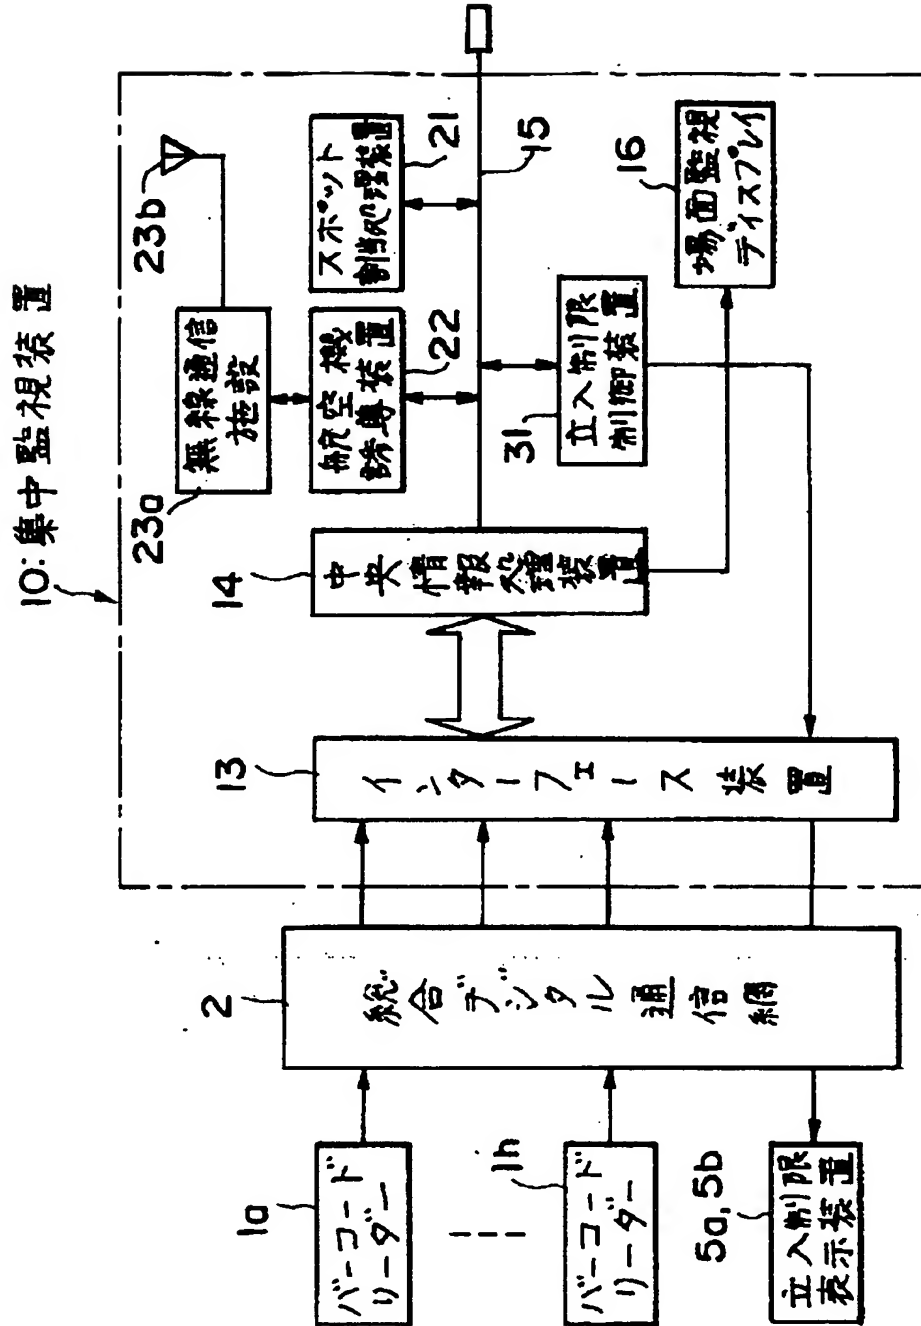 10:集中監視装置
23b
23a
無線通信
施設
22
航空機
誘導装置
21
スポット
割当処理装置
15
14
中央情報処理装置
31
立入制限
制御装置
16
場面監視
ディスプレイ
13
インターフェース装置
2
統合デジタル通信網
1a
バーコード
リーダー
1h
バーコード
リーダー
5a,5b
立入制限
表示装置